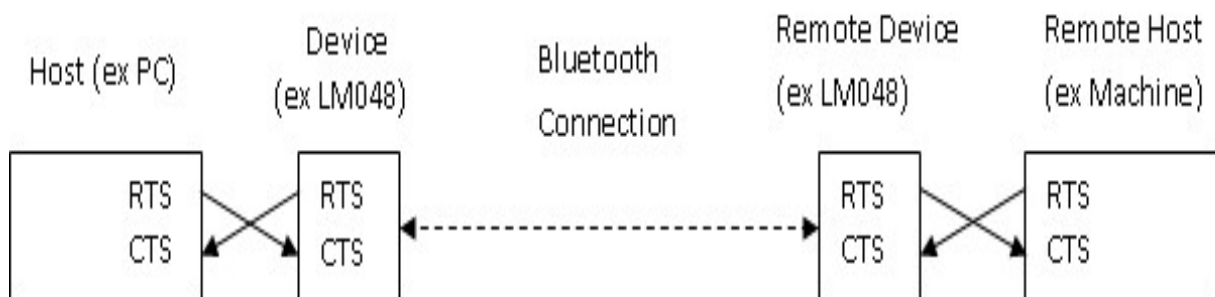 Host (ex PC)
Device
(ex LM048)
Bluetooth
Connection
Remote Device
(ex LM048)
Remote Host
(ex Machine)
RTS
CTS
RTS
CTS
RTS
CTS
RTS
CTS